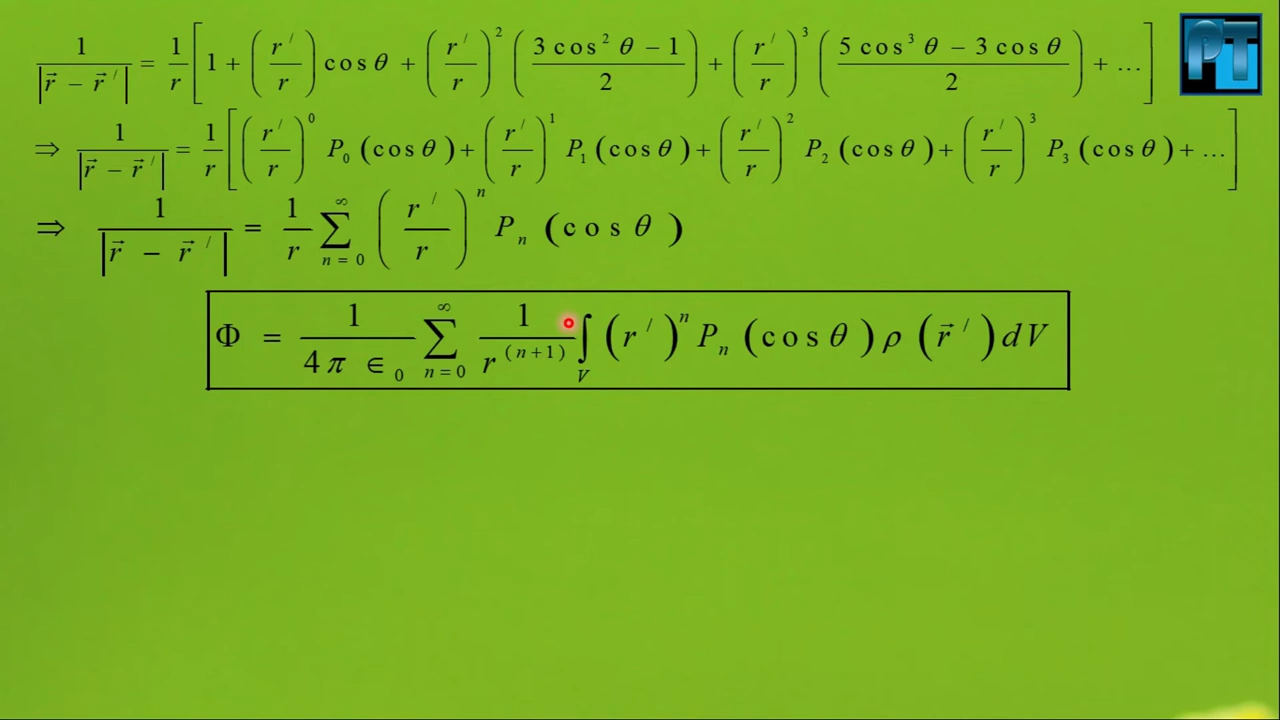 1/|r⃗ − r⃗ ′| = 1/r [1 + (r′/r) cos θ + (r′/r)² ((3 cos² θ − 1)/2) + (r′/r)³ ((5 cos³ θ − 3 cos θ)/2) + ...]
⇒ 1/|r⃗ − r⃗ ′| = 1/r [(r′/r)⁰ P₀ (cos θ) + (r′/r)¹ P₁ (cos θ) + (r′/r)² P₂ (cos θ) + (r′/r)³ P₃ (cos θ) + ...]
⇒ 1/|r⃗ − r⃗ ′| = 1/r ∑_{n=0}^{∞} (r′/r)ⁿ Pₙ (cos θ)
Φ = 1/(4π ∈₀) ∑_{n=0}^{∞} 1/r^{(n+1)} ∫_V (r′)ⁿ Pₙ (cos θ) ρ (r⃗ ′) dV
PT